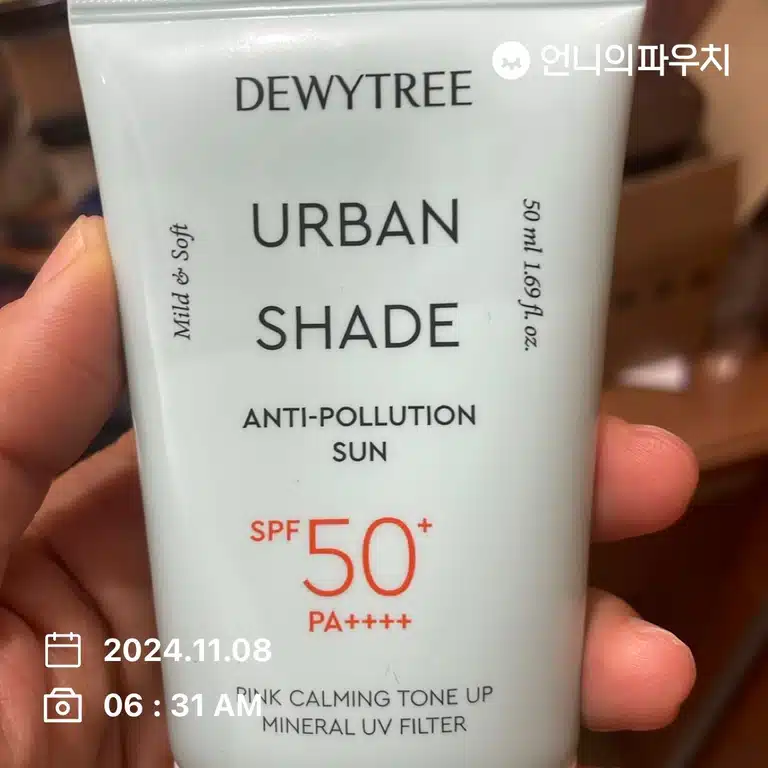 언니의파우치
DEWYTREE
URBAN
SHADE
Mild & Soft
50 ml 1.69 fl. oz.
ANTI-POLLUTION
SUN
SPF 50+
PA++++
2024.11.08
06 : 31 AM
PINK CALMING TONE UP
MINERAL UV FILTER